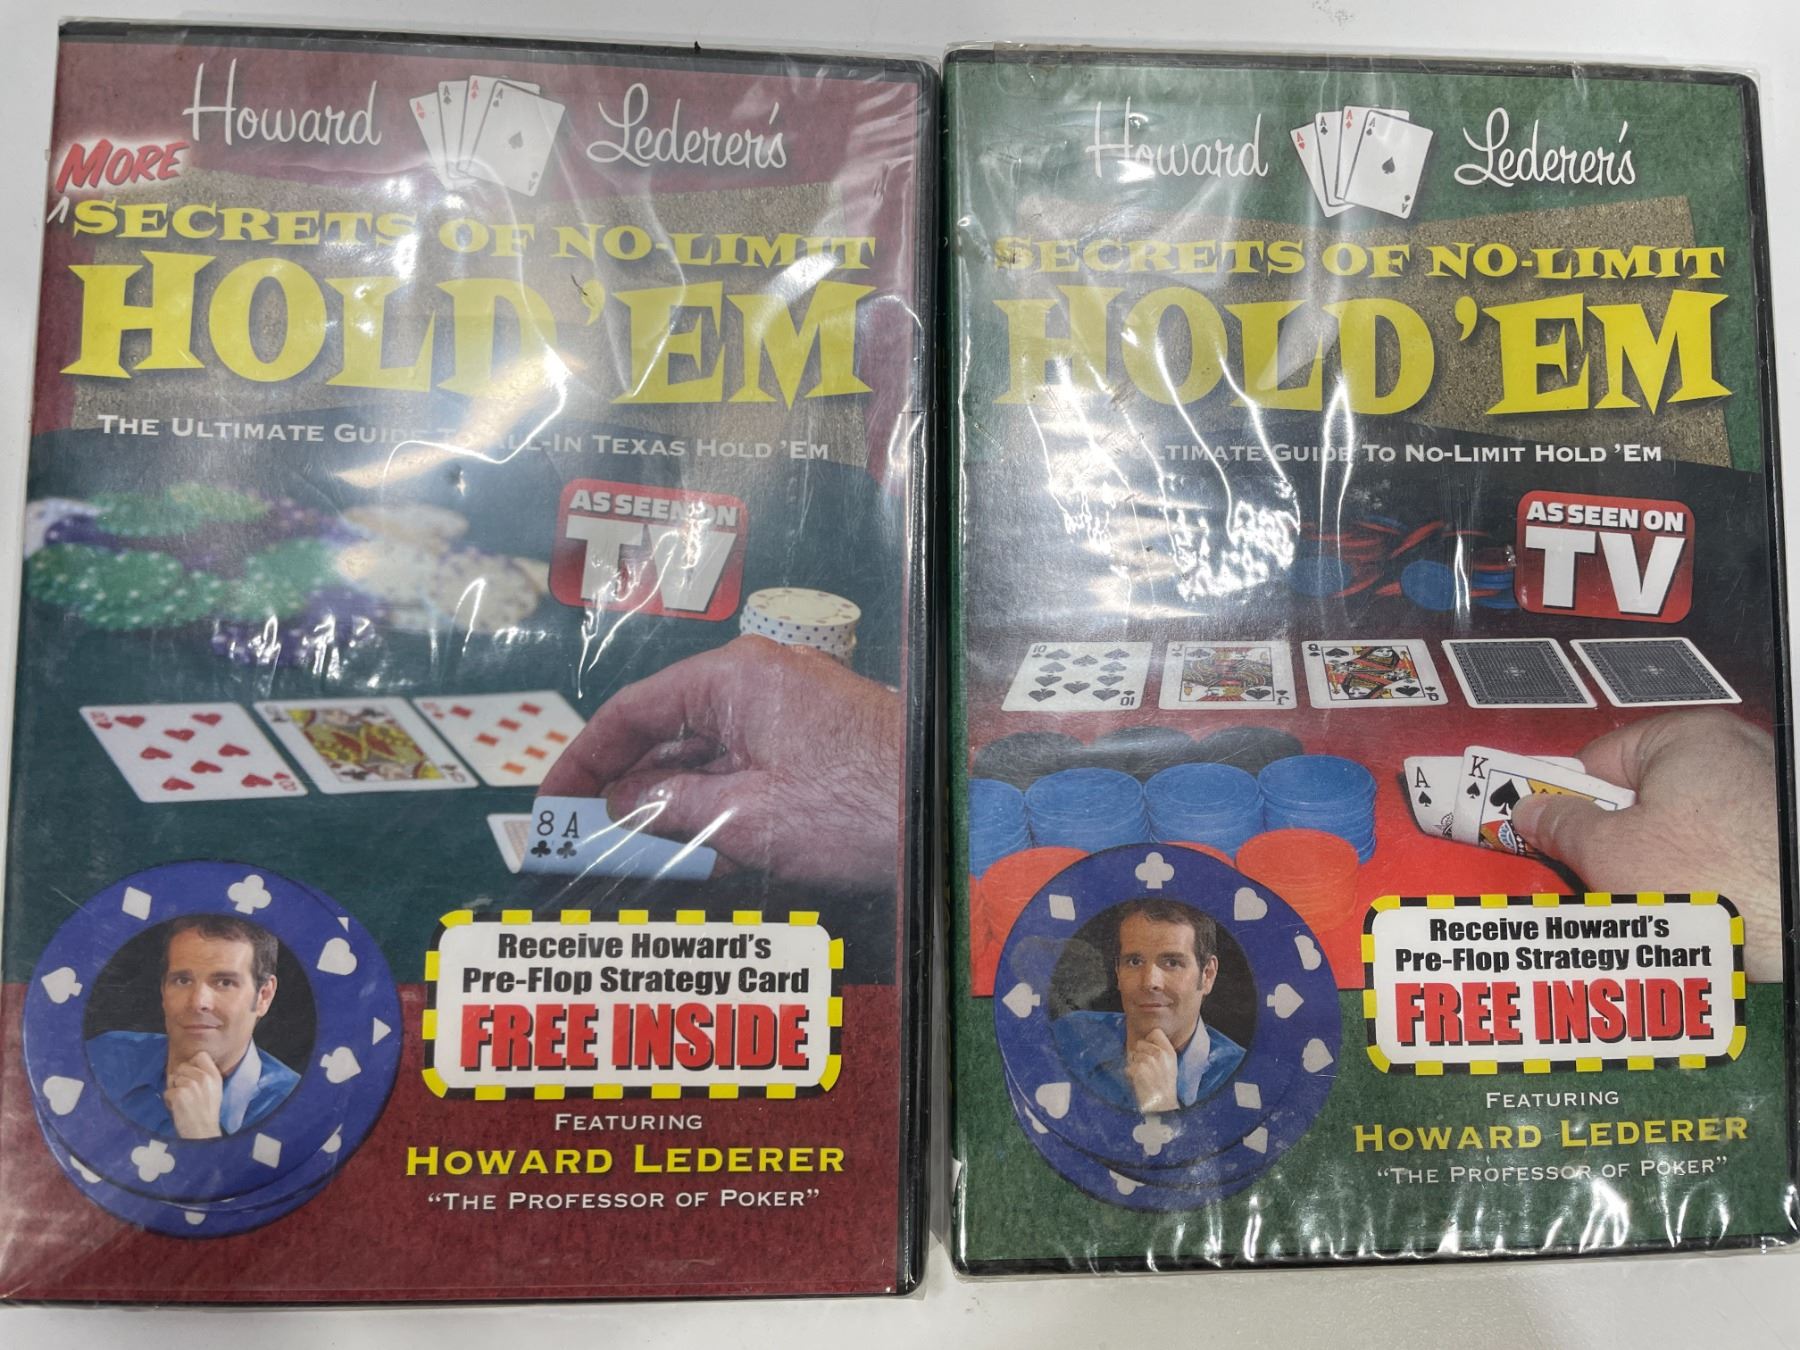 Howard Lederer's
MORE
SECRETS OF NO-LIMIT
HOLD 'EM
THE ULTIMATE GUIDE TO ALL-IN TEXAS HOLD 'EM
AS SEEN ON
TV
8 A
Receive Howard's
Pre-Flop Strategy Card
FREE INSIDE
FEATURING
HOWARD LEDERER
"THE PROFESSOR OF POKER"
Howard Lederer's
SECRETS OF NO-LIMIT
HOLD 'EM
ULTIMATE GUIDE TO NO-LIMIT HOLD 'EM
AS SEEN ON
TV
10 J Q
A K
Receive Howard's
Pre-Flop Strategy Chart
FREE INSIDE
FEATURING
HOWARD LEDERER
"THE PROFESSOR OF POKER"